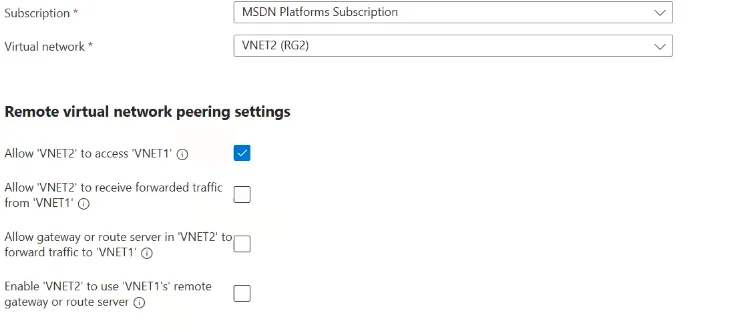 Subscription *
MSDN Platforms Subscription
Virtual network *
VNET2 (RG2)
Remote virtual network peering settings
Allow 'VNET2' to access 'VNET1'
Allow 'VNET2' to receive forwarded traffic
from 'VNET1'
Allow gateway or route server in 'VNET2' to
forward traffic to 'VNET1'
Enable 'VNET2' to use 'VNET1's' remote
gateway or route server